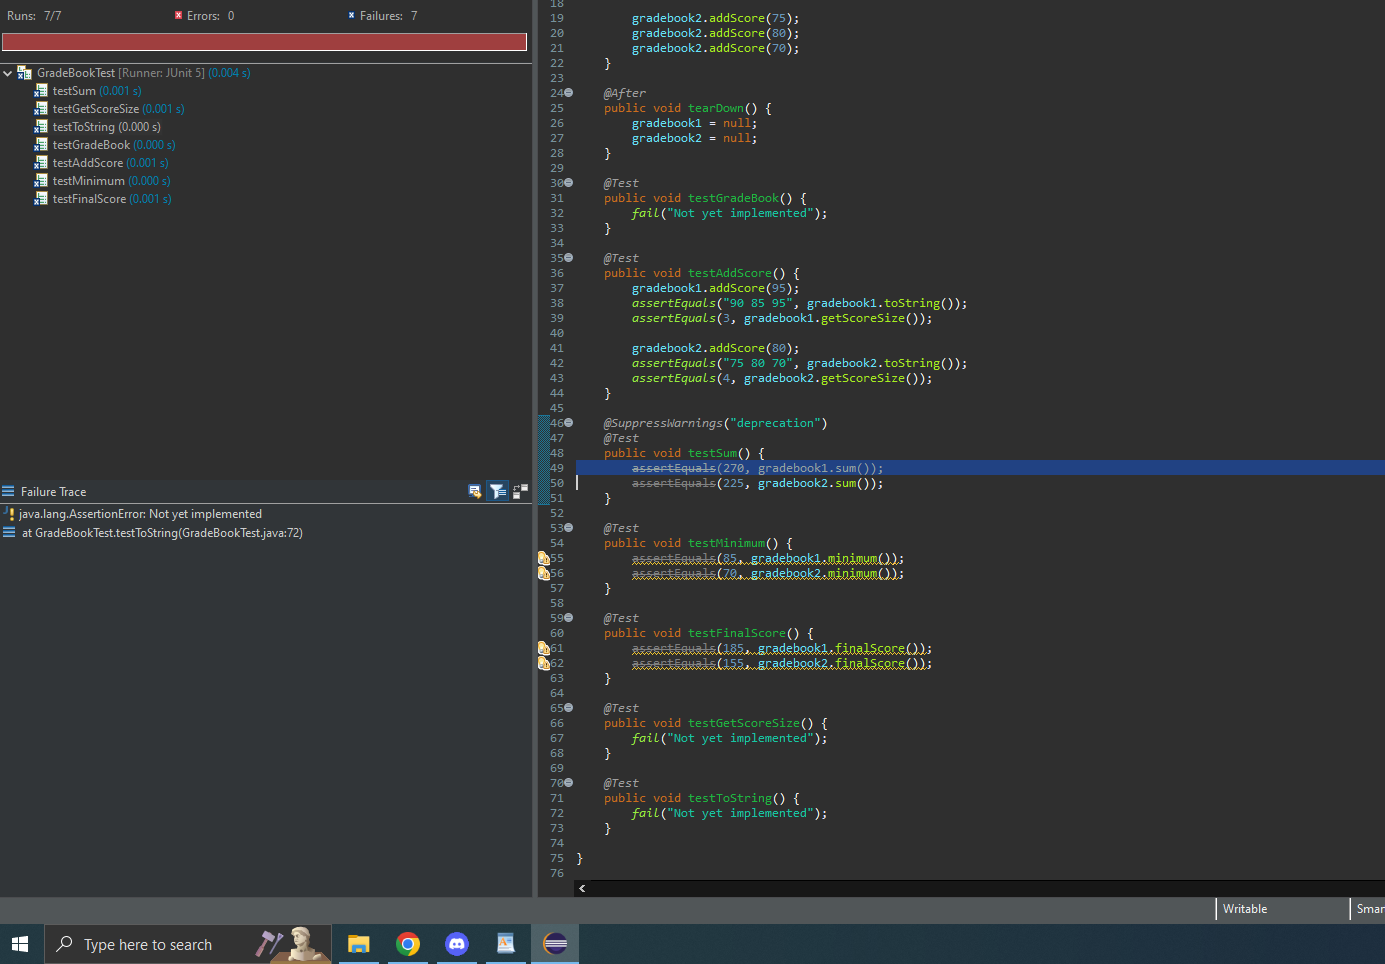 Runs: 7/7 Errors: 0 Failures: 7
GradeBookTest [Runner: JUnit 5] (0.004 s)
testSum (0.001 s)
testGetScoreSize (0.001 s)
testToString (0.000 s)
testGradeBook (0.000 s)
testAddScore (0.001 s)
testMinimum (0.000 s)
testFinalScore (0.001 s)
Failure Trace
java.lang.AssertionError: Not yet implemented
at GradeBookTest.testToString(GradeBookTest.java:72)
18
19 gradebook2.addScore(75);
20 gradebook2.addScore(80);
21 gradebook2.addScore(70);
22 }
23
24 @After
25 public void tearDown() {
26 gradebook1 = null;
27 gradebook2 = null;
28 }
29
30 @Test
31 public void testGradeBook() {
32 fail("Not yet implemented");
33 }
34
35 @Test
36 public void testAddScore() {
37 gradebook1.addScore(95);
38 assertEquals("90 85 95", gradebook1.toString());
39 assertEquals(3, gradebook1.getScoreSize());
40
41 gradebook2.addScore(80);
42 assertEquals("75 80 70", gradebook2.toString());
43 assertEquals(4, gradebook2.getScoreSize());
44 }
45
46 @SuppressWarnings("deprecation")
47 @Test
48 public void testSum() {
49 assertEquals(270, gradebook1.sum());
50 assertEquals(225, gradebook2.sum());
51 }
52
53 @Test
54 public void testMinimum() {
55 assertEquals(85, gradebook1.minimum());
56 assertEquals(70, gradebook2.minimum());
57 }
58
59 @Test
60 public void testFinalScore() {
61 assertEquals(185, gradebook1.finalScore());
62 assertEquals(155, gradebook2.finalScore());
63 }
64
65 @Test
66 public void testGetScoreSize() {
67 fail("Not yet implemented");
68 }
69
70 @Test
71 public void testToString() {
72 fail("Not yet implemented");
73 }
74
75 }
76
Writable
Smar
Type here to search